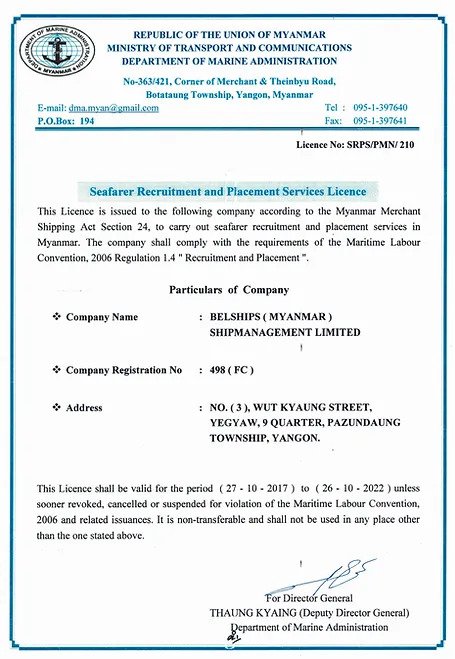 DEPARTMENT OF MARINE ADMINISTRATION
MYANMAR
REPUBLIC OF THE UNION OF MYANMAR
MINISTRY OF TRANSPORT AND COMMUNICATIONS
DEPARTMENT OF MARINE ADMINISTRATION
No-363/421, Corner of Merchant & Theinbyu Road,
Botataung Township, Yangon, Myanmar
E-mail: dma.myan@gmail.com Tel : 095-1-397640
P.O.Box: 194 Fax: 095-1-397641
Licence No: SRPS/PMN/ 210
Seafarer Recruitment and Placement Services Licence
This Licence is issued to the following company according to the Myanmar Merchant
Shipping Act Section 24, to carry out seafarer recruitment and placement services in
Myanmar. The company shall comply with the requirements of the Maritime Labour
Convention, 2006 Regulation 1.4 " Recruitment and Placement ".
Particulars of Company
❖ Company Name : BELSHIPS ( MYANMAR )
SHIPMANAGEMENT LIMITED
❖ Company Registration No : 498 ( FC )
❖ Address : NO. ( 3 ), WUT KYAUNG STREET,
YEGYAW, 9 QUARTER, PAZUNDAUNG
TOWNSHIP, YANGON.
This Licence shall be valid for the period ( 27 - 10 - 2017 ) to ( 26 - 10 - 2022 ) unless
sooner revoked, cancelled or suspended for violation of the Maritime Labour Convention,
2006 and related issuances. It is non-transferable and shall not be used in any place other
than the one stated above.
For Director General
THAUNG KYAING (Deputy Director General)
Department of Marine Administration